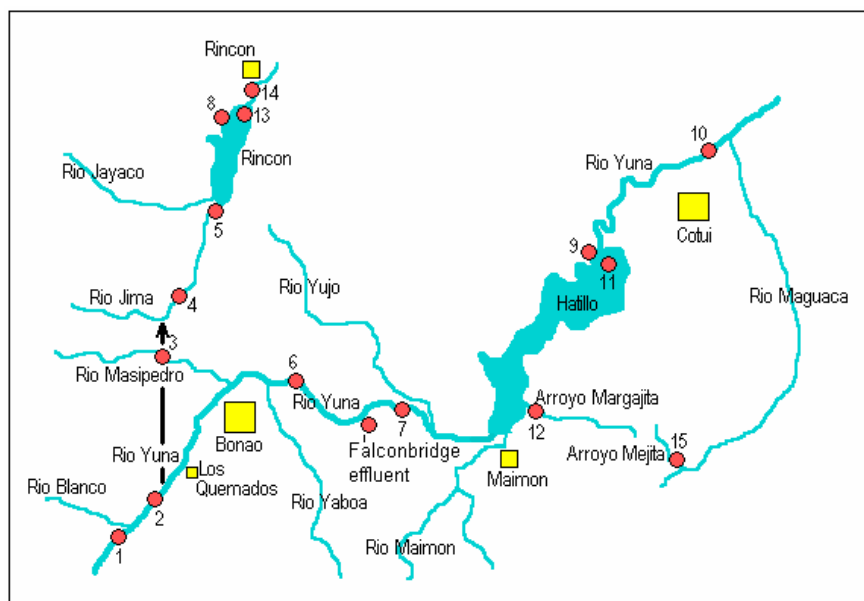 Rincon
14
8
13
Rio Jayaco
Rincon
5
10
Rio Yuna
Cotui
9
11
Rio Yujo
Hatillo
Rio Maguaca
Rio Jima
4
3
Rio Masipedro
6
Rio Yuna
7
Bonao
Falconbridge
effluent
Arroyo Margajita
12
Arroyo Mejita
15
Maimon
Rio Yuna
Los
Quemados
Rio Blanco
2
1
Rio Yaboa
Rio Maimon